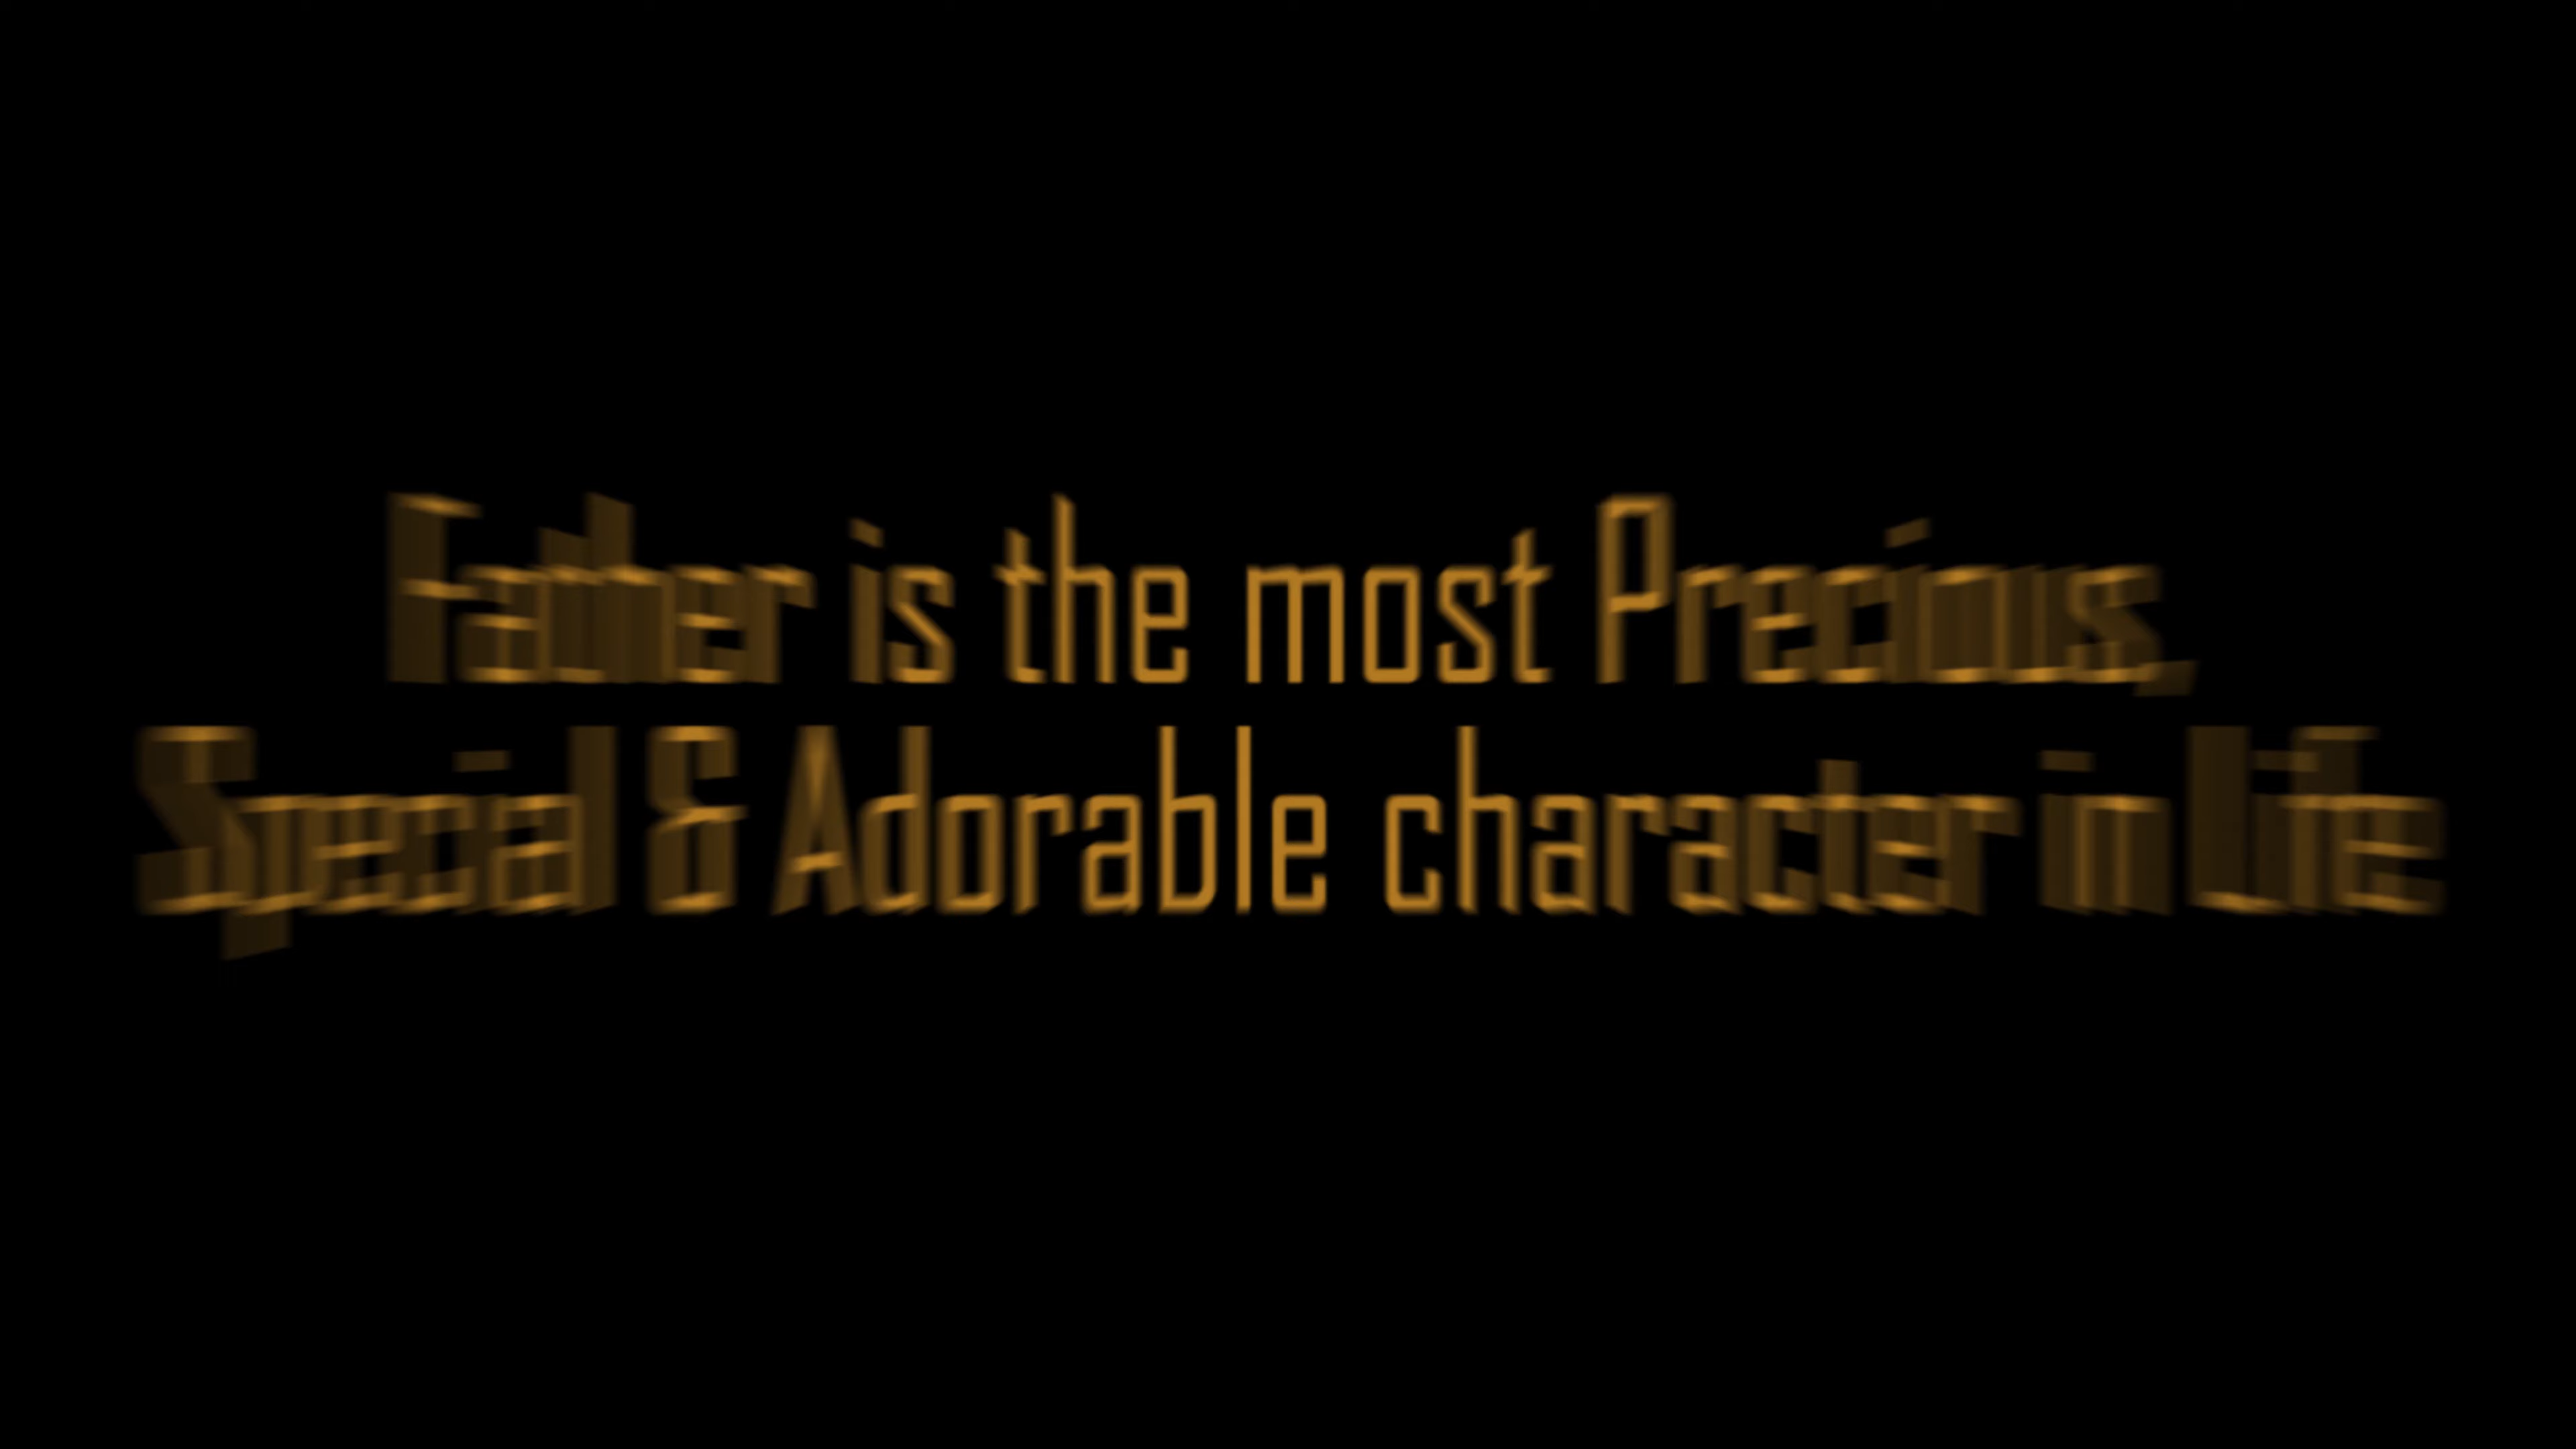 Father is the most Precious,
Special & Adorable character in Life